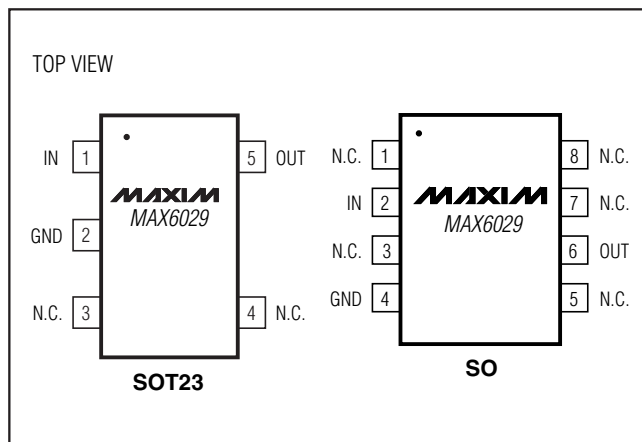 TOP VIEW
IN 1
5 OUT
GND 2
N.C. 3
4 N.C.
MAXIM
MAX6029
SOT23
N.C. 1
8 N.C.
IN 2
7 N.C.
N.C. 3
6 OUT
GND 4
5 N.C.
MAXIM
MAX6029
SO